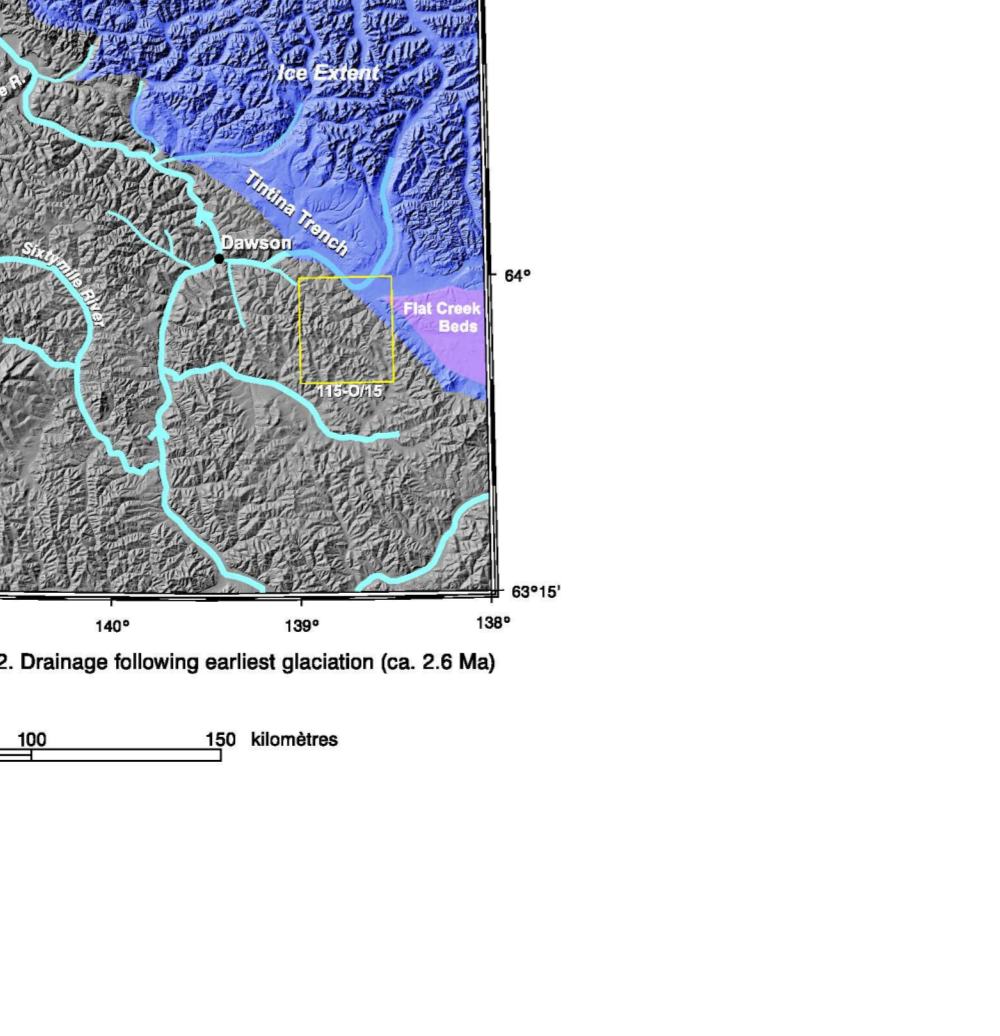 Ice Extent
e R.
Tintina Trench
Dawson
Sixtymile River
64°
Flat Creek
Beds
115-O/15
63°15'
140°
139°
138°
2. Drainage following earliest glaciation (ca. 2.6 Ma)
100
150 kilomètres